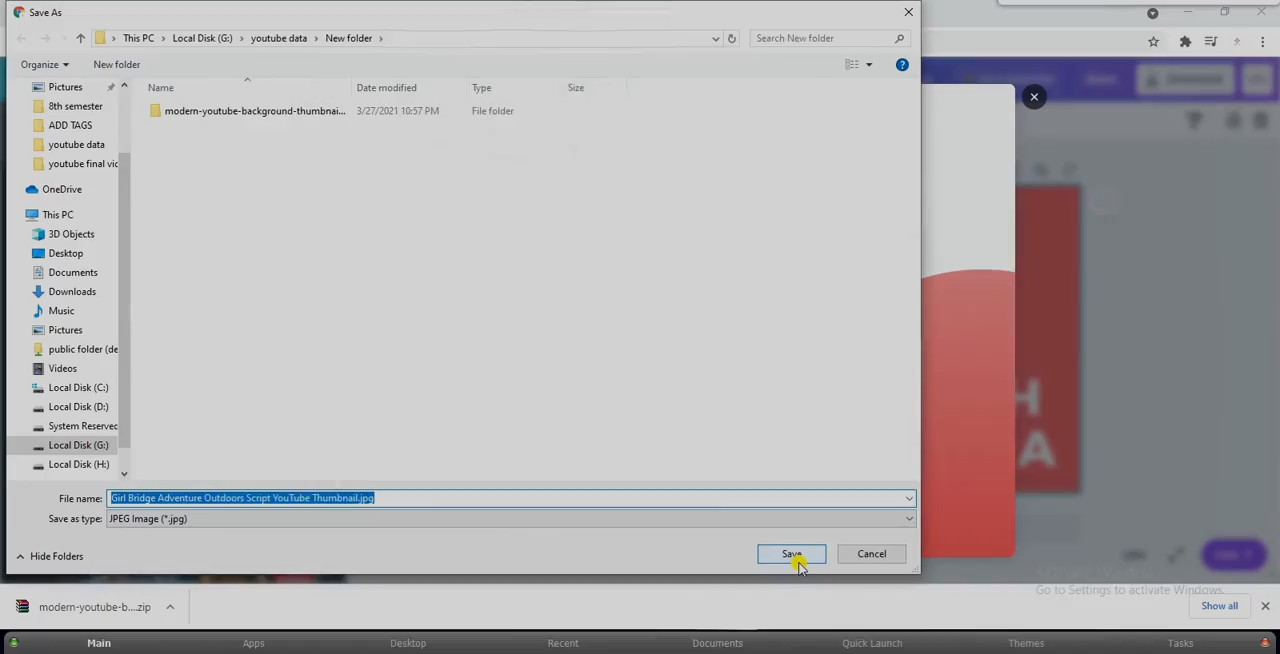 Save As
This PC
Local Disk (G:)
youtube data
New folder
Search New folder
Organize
New folder
Name
Date modified
Type
Size
modern-youtube-background-thumbnai...
3/27/2021 10:57 PM
File folder
Pictures
8th semester
ADD TAGS
youtube data
youtube final vic
OneDrive
This PC
3D Objects
Desktop
Documents
Downloads
Music
Pictures
public folder (de
Videos
Local Disk (C:)
Local Disk (D:)
System Reserved
Local Disk (G:)
Local Disk (H:)
File name:
Girl Bridge Adventure Outdoors Script YouTube Thumbnail.jpg
Save as type:
JPEG Image (*.jpg)
Hide Folders
Save
Cancel
H
A
Go to Settings to activate Windows.
modern-youtube-b....zip
Show all
Main
Apps
Desktop
Recent
Documents
Quick Launch
Themes
Tasks